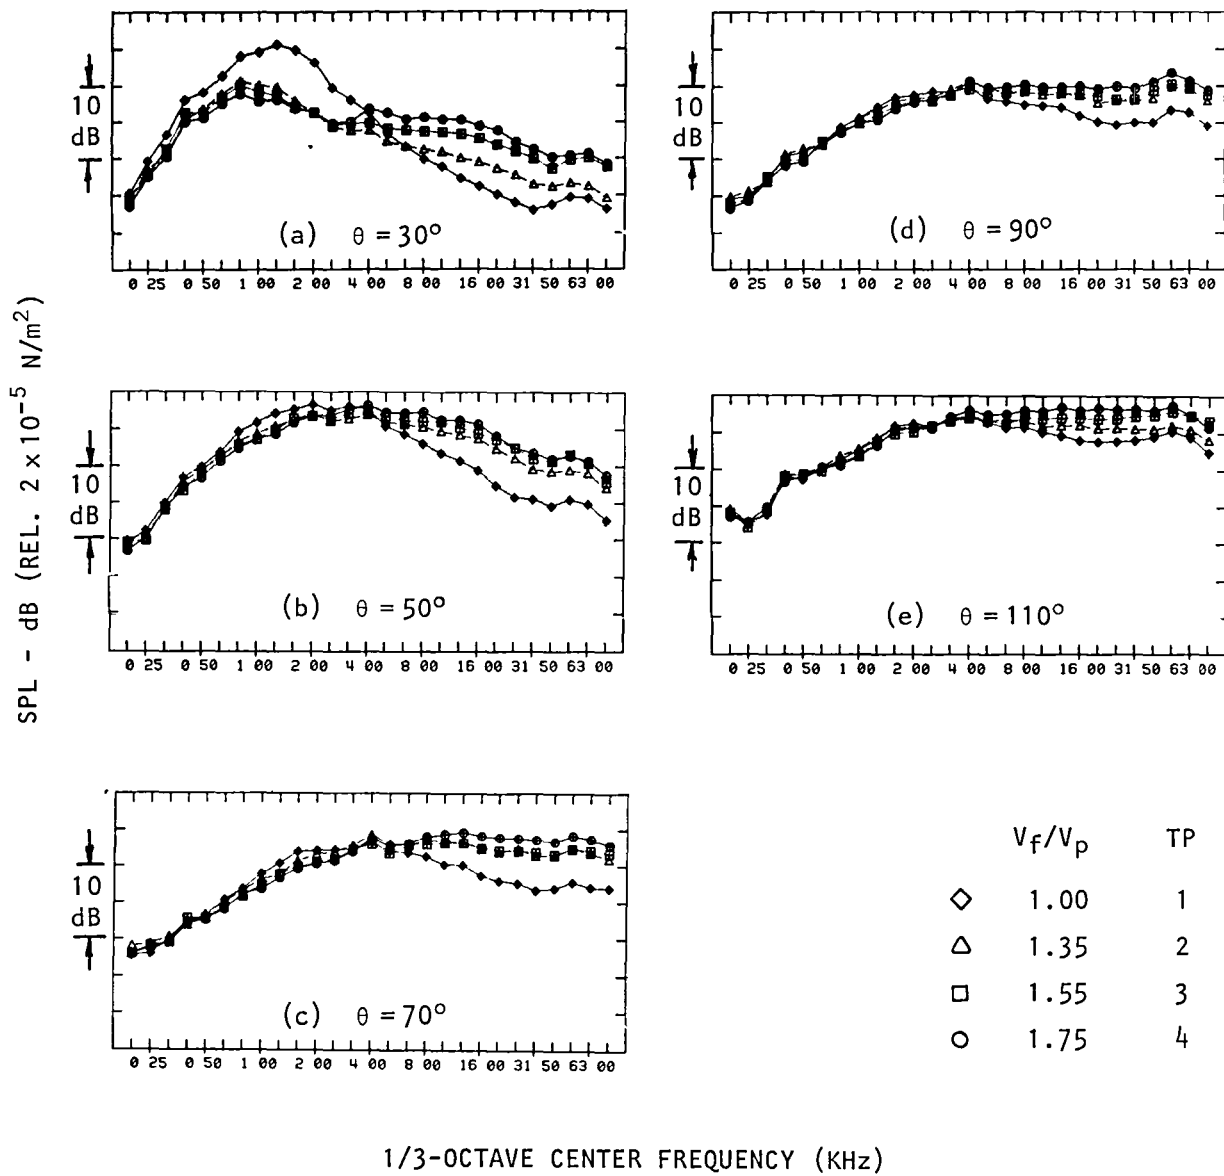 SPL - dB (REL. 2 x 10⁻⁵ N/m²)
10
dB
(a) θ = 30°
0 25 0 50 1 00 2 00 4 00 8 00 16 00 31 50 63 00
10
dB
(d) θ = 90°
0 25 0 50 1 00 2 00 4 00 8 00 16 00 31 50 63 00
10
dB
(b) θ = 50°
0 25 0 50 1 00 2 00 4 00 8 00 16 00 31 50 63 00
10
dB
(e) θ = 110°
0 25 0 50 1 00 2 00 4 00 8 00 16 00 31 50 63 00
10
dB
(c) θ = 70°
0 25 0 50 1 00 2 00 4 00 8 00 16 00 31 50 63 00
Vf/Vp TP
1.00 1
1.35 2
1.55 3
1.75 4
1/3-OCTAVE CENTER FREQUENCY (KHz)